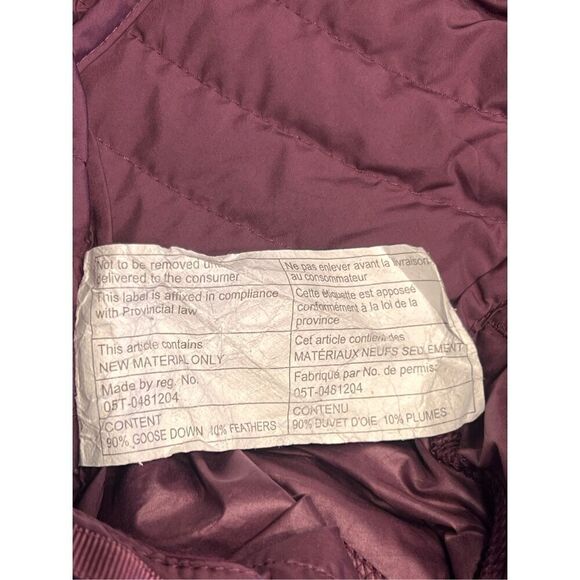 Not to be removed
delivered to the consumer
Ne pas enlever avant la livraison
au consommateur
This label is affixed in compliance
with Provincial law
Cette étiquette est apposée
conformément à la loi de la
province
This article contains
NEW MATERIAL ONLY
Cet article contient des
MATÉRIAUX NEUFS SEULEMENT
Made by reg. No.
05T-0481204
Fabriqué par No. de permis:
05T-0481204
CONTENT
90% GOOSE DOWN 10% FEATHERS
CONTENU
90% DUVET D'OIE 10% PLUMES